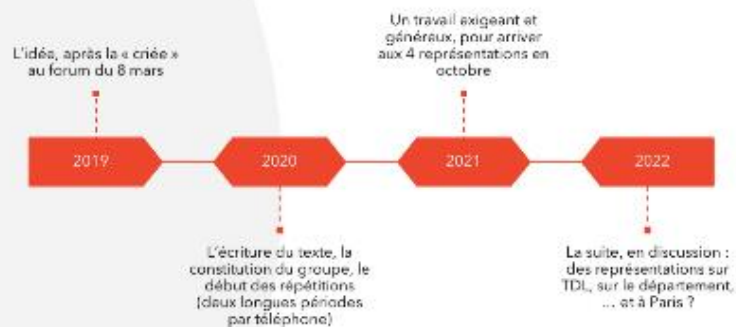 L'idée, après la « criée »
au forum du 8 mars
Un travail exigeant et
généreux, pour arriver
aux 4 représentations en
octobre
2019
2020
2021
2022
L'écriture du texte, la
constitution du groupe, le
début des répétitions
(deux longues périodes
par téléphone)
La suite, en discussion :
des représentations sur
TDL, sur le département,
... et à Paris ?